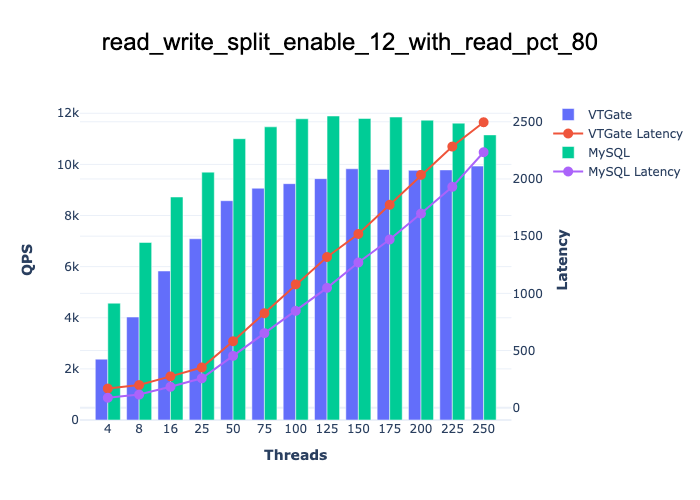 read_write_split_enable_12_with_read_pct_80
12k
10k
8k
6k
4k
2k
0
QPS
4 8 16 25 50 75 100 125 150 175 200 225 250
Threads
2500
2000
1500
1000
500
0
Latency
VTGate
VTGate Latency
MySQL
MySQL Latency